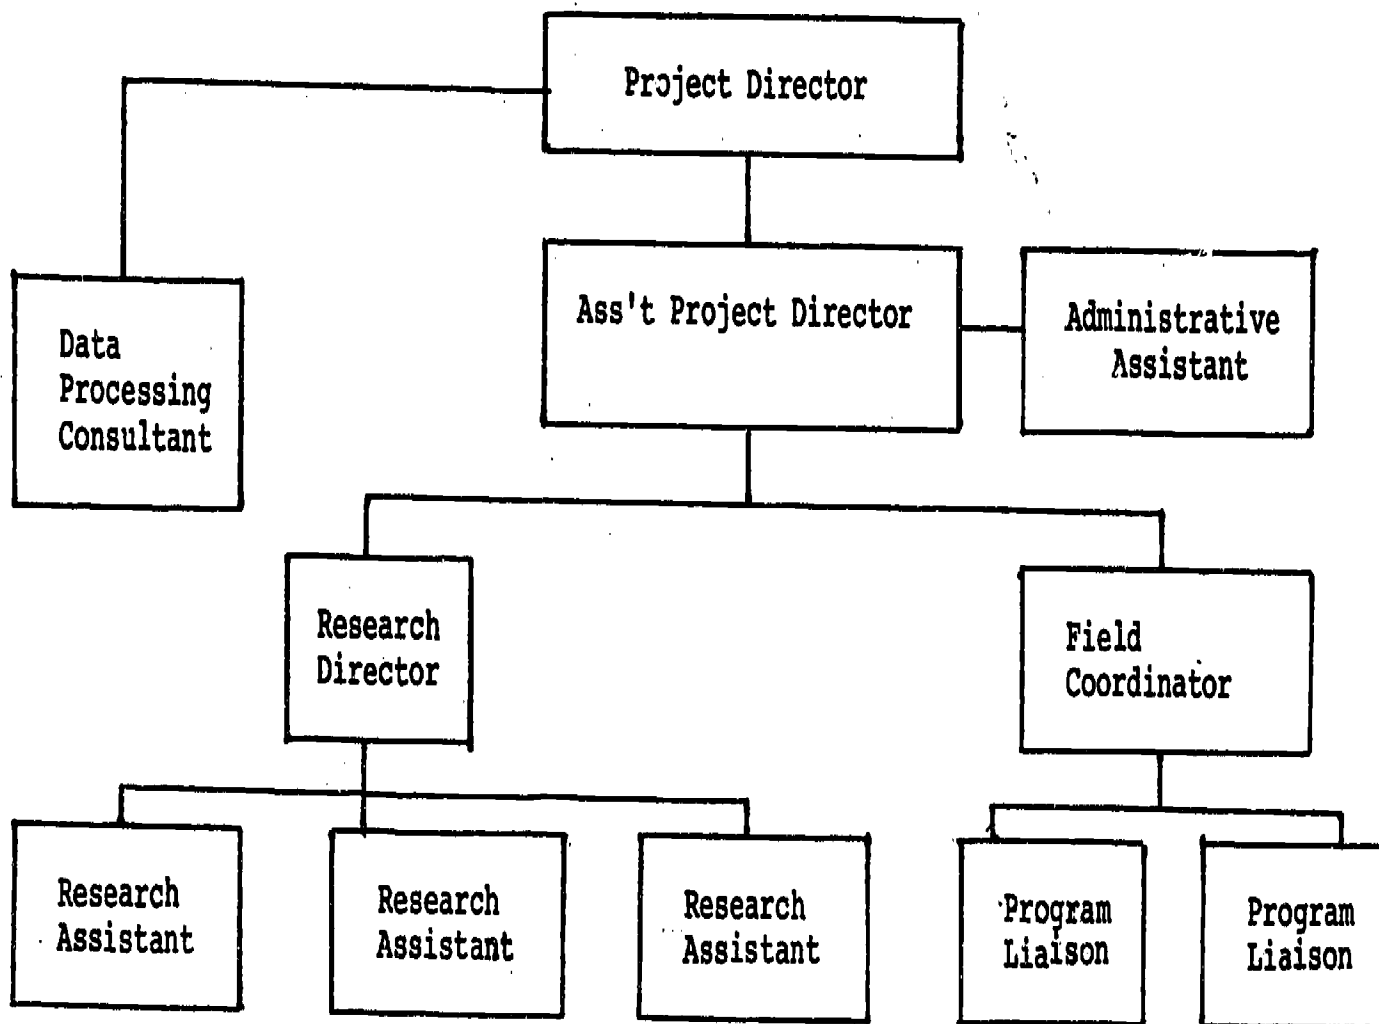 Project Director
Ass't Project Director
Administrative
Assistant
Data
Processing
Consultant
Research
Director
Field
Coordinator
Research
Assistant
Research
Assistant
Research
Assistant
Program
Liaison
Program
Liaison